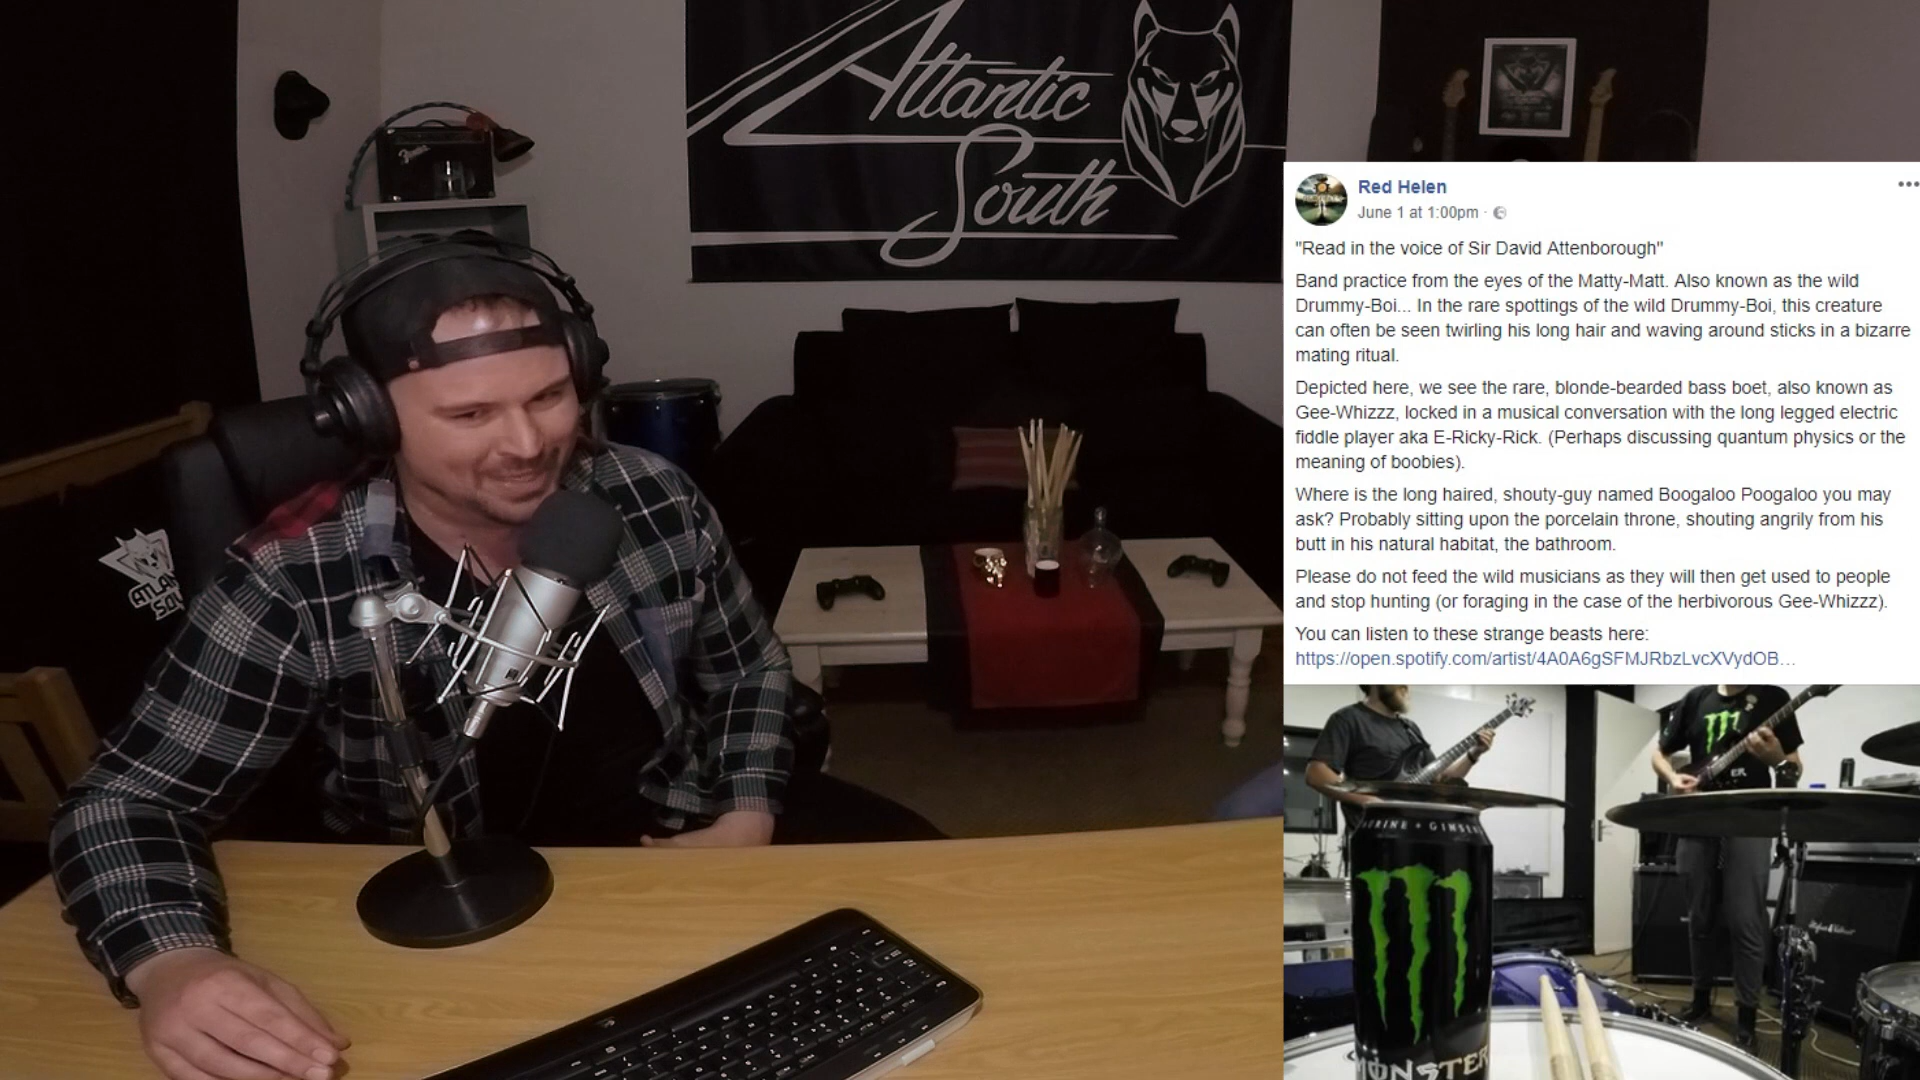 Atlantic
South
Fender
ATLAN
SOU
Red Helen
June 1 at 1:00pm ·
"Read in the voice of Sir David Attenborough"
Band practice from the eyes of the Matty-Matt. Also known as the wild
Drummy-Boi... In the rare spottings of the wild Drummy-Boi, this creature
can often be seen twirling his long hair and waving around sticks in a bizarre
mating ritual.
Depicted here, we see the rare, blonde-bearded bass boet, also known as
Gee-Whizzz, locked in a musical conversation with the long legged electric
fiddle player aka E-Ricky-Rick. (Perhaps discussing quantum physics or the
meaning of boobies).
Where is the long haired, shouty-guy named Boogaloo Poogaloo you may
ask? Probably sitting upon the porcelain throne, shouting angrily from his
butt in his natural habitat, the bathroom.
Please do not feed the wild musicians as they will then get used to people
and stop hunting (or foraging in the case of the herbivorous Gee-Whizzz).
You can listen to these strange beasts here:
https://open.spotify.com/artist/4A0A6gSFMJRbzLvcXVydOB...
ER
URINE + GINSE
MONSTER